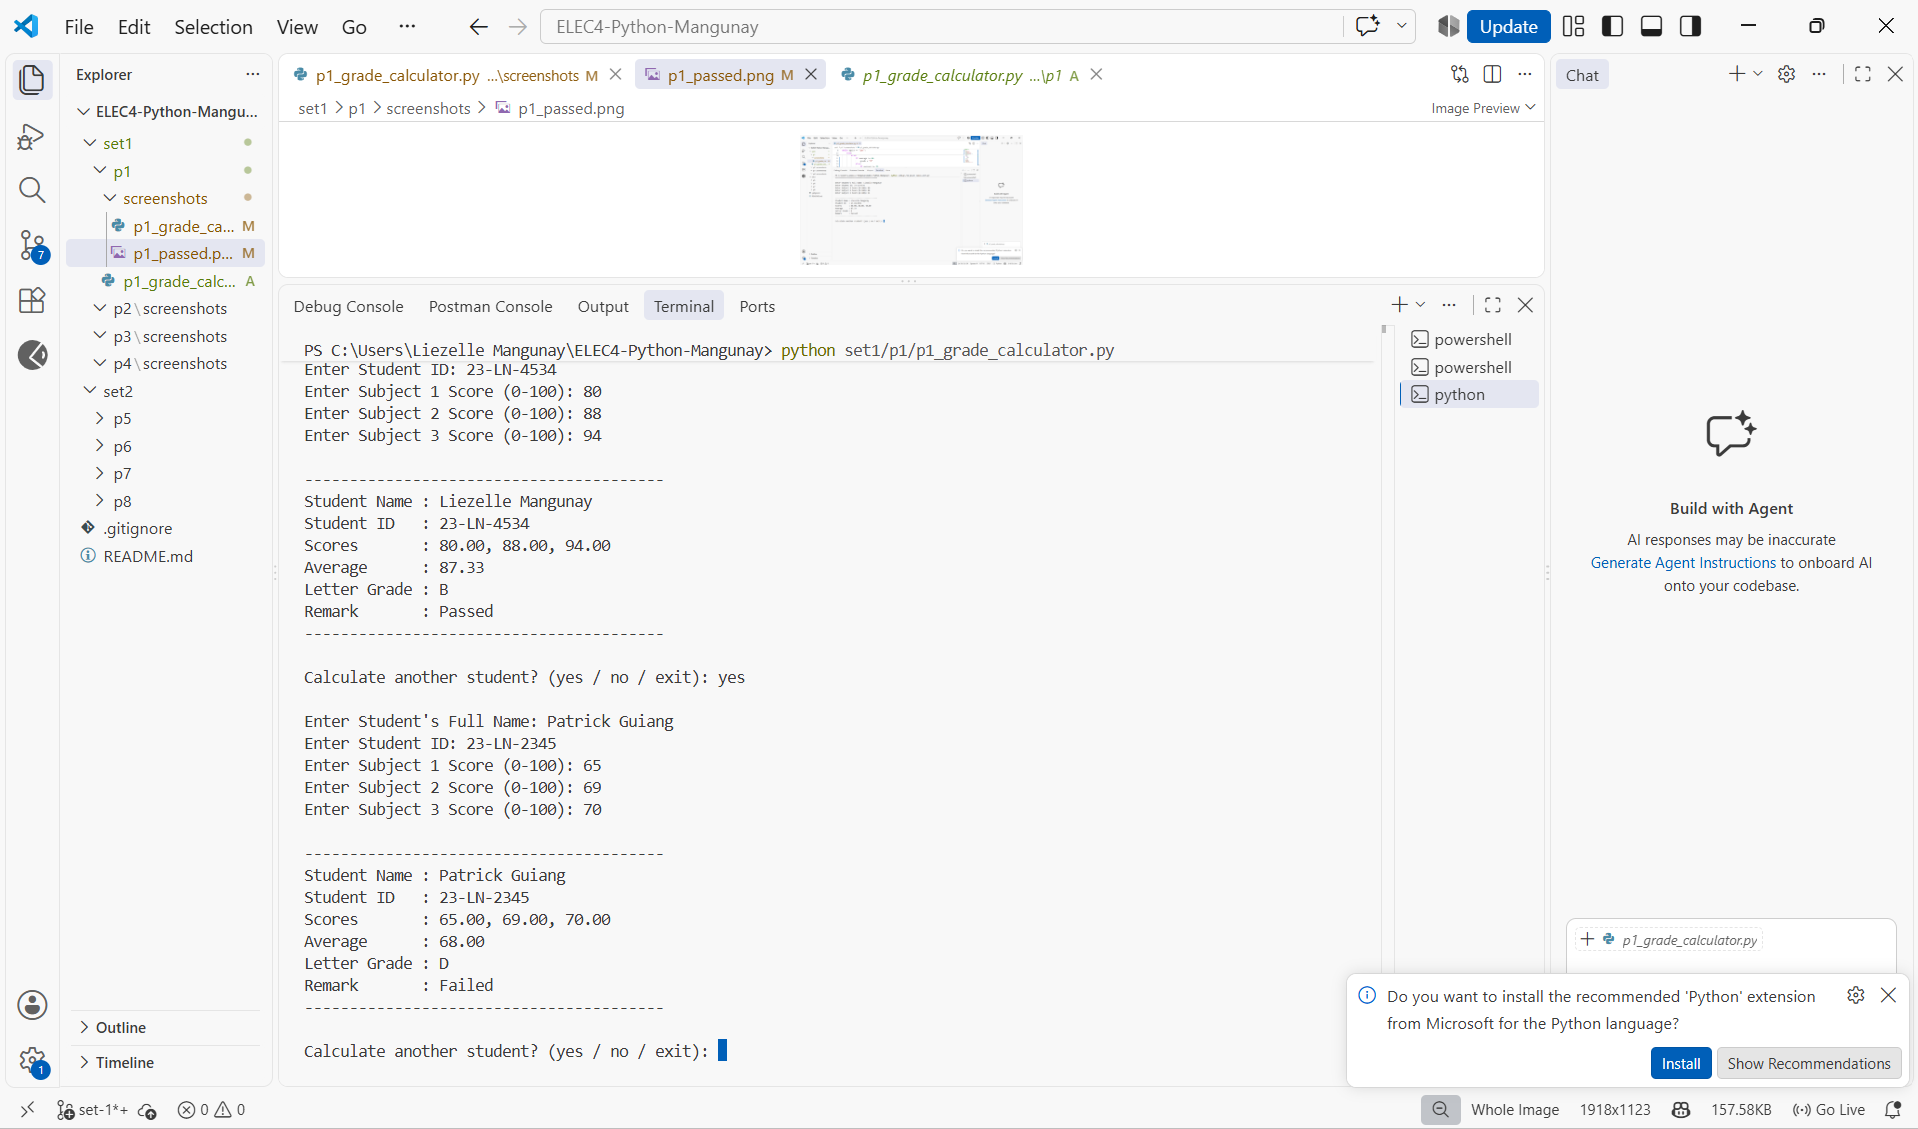 File Edit Selection View Go ···
ELEC4-Python-Mangunay
Update
Explorer ···
ELEC4-Python-Mangu...
set1
p1
screenshots
p1_grade_ca... M
p1_passed.p... M
p1_grade_calc... A
p2\screenshots
p3\screenshots
p4\screenshots
set2
p5
p6
p7
p8
.gitignore
README.md
Outline
Timeline
7
1
p1_grade_calculator.py ...\screenshots M
p1_passed.png M
p1_grade_calculator.py ...\p1 A
set1 > p1 > screenshots > p1_passed.png
Image Preview
Debug Console Postman Console Output Terminal Ports
PS C:\Users\Liezelle Mangunay\ELEC4-Python-Mangunay> python set1/p1/p1_grade_calculator.py
Enter Student ID: 23-LN-4534
Enter Subject 1 Score (0-100): 80
Enter Subject 2 Score (0-100): 88
Enter Subject 3 Score (0-100): 94
----------------------------------------
Student Name : Liezelle Mangunay
Student ID   : 23-LN-4534
Scores       : 80.00, 88.00, 94.00
Average      : 87.33
Letter Grade : B
Remark       : Passed
----------------------------------------
Calculate another student? (yes / no / exit): yes
Enter Student's Full Name: Patrick Guiang
Enter Student ID: 23-LN-2345
Enter Subject 1 Score (0-100): 65
Enter Subject 2 Score (0-100): 69
Enter Subject 3 Score (0-100): 70
----------------------------------------
Student Name : Patrick Guiang
Student ID   : 23-LN-2345
Scores       : 65.00, 69.00, 70.00
Average      : 68.00
Letter Grade : D
Remark       : Failed
----------------------------------------
Calculate another student? (yes / no / exit):
powershell
powershell
python
Chat
Build with Agent
AI responses may be inaccurate
Generate Agent Instructions to onboard AI
onto your codebase.
p1_grade_calculator.py
Do you want to install the recommended 'Python' extension
from Microsoft for the Python language?
Install
Show Recommendations
set-1*+
0 0
Whole Image
1918x1123
157.58KB
Go Live